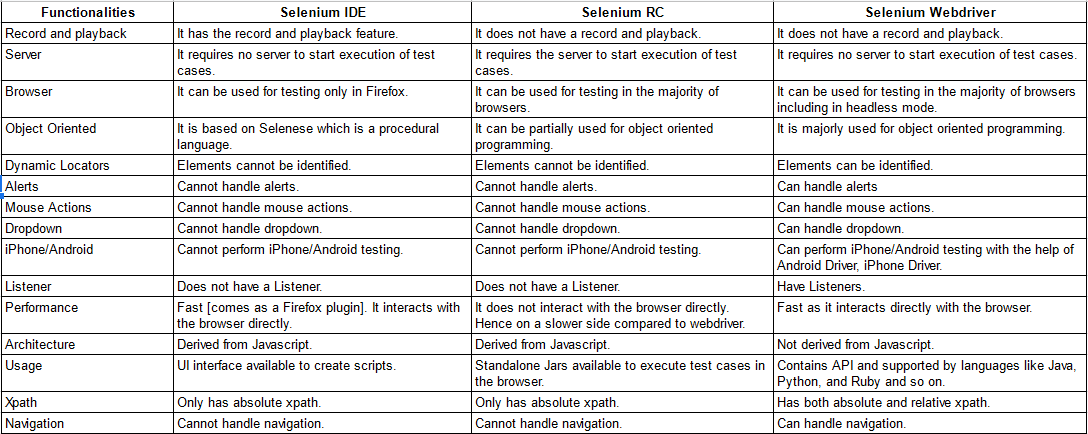 Functionalities Selenium IDE Selenium RC Selenium Webdriver
Record and playback It has the record and playback feature. It does not have a record and playback. It does not have a record and playback.
Server It requires no server to start execution of test It requires the server to start execution of test It requires no server to start execution of test cases.
cases. cases.
Browser It can be used for testing only in Firefox. It can be used for testing in the majority of It can be used for testing in the majority of browsers
browsers. including in headless mode.
Object Oriented It is based on Selenese which is a procedural It can be partially used for object oriented It is majorly used for object oriented programming.
language. programming.
Dynamic Locators Elements cannot be identified. Elements cannot be identified. Elements can be identified.
Alerts Cannot handle alerts. Cannot handle alerts. Can handle alerts
Mouse Actions Cannot handle mouse actions. Cannot handle mouse actions. Can handle mouse actions.
Dropdown Cannot handle dropdown. Cannot handle dropdown. Can handle dropdown.
iPhone/Android Cannot perform iPhone/Android testing. Cannot perform iPhone/Android testing. Can perform iPhone/Android testing with the help of
Android Driver, iPhone Driver.
Listener Does not have a Listener. Does not have a Listener. Have Listeners.
Performance Fast [comes as a Firefox plugin]. It interacts with It does not interact with the browser directly. Fast as it interacts directly with the browser.
the browser directly. Hence on a slower side compared to webdriver.
Architecture Derived from Javascript. Derived from Javascript. Not derived from Javascript.
Usage UI interface available to create scripts. Standalone Jars available to execute test cases in Contains API and supported by languages like Java,
the browser. Python, and Ruby and so on.
Xpath Only has absolute xpath. Only has absolute xpath. Has both absolute and relative xpath.
Navigation Cannot handle navigation. Cannot handle navigation. Can handle navigation.